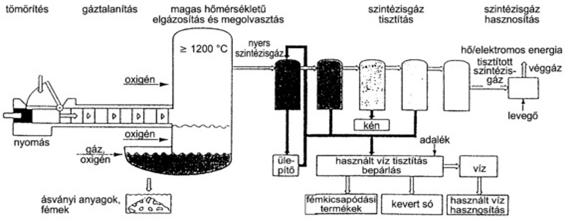 tömörítés
gáztalanítás
magas hőmérsékletű
elgázosítás és megolvasztás
szintézisgáz
tisztítás
szintézisgáz
hasznosítás
≥ 1200 °C
nyers
szintézisgáz
hő/elektromos energia
tisztított
szintézis-
gáz
véggáz
oxigén
levegő
nyomás
oxigén
gáz,
oxigén
kén
adalék
üle-
pítő
használt víz tisztítás
bepárlás
víz
ásványi anyagok,
fémek
fémkicsapódási
termékek
kevert só
használt víz
hasznosítás